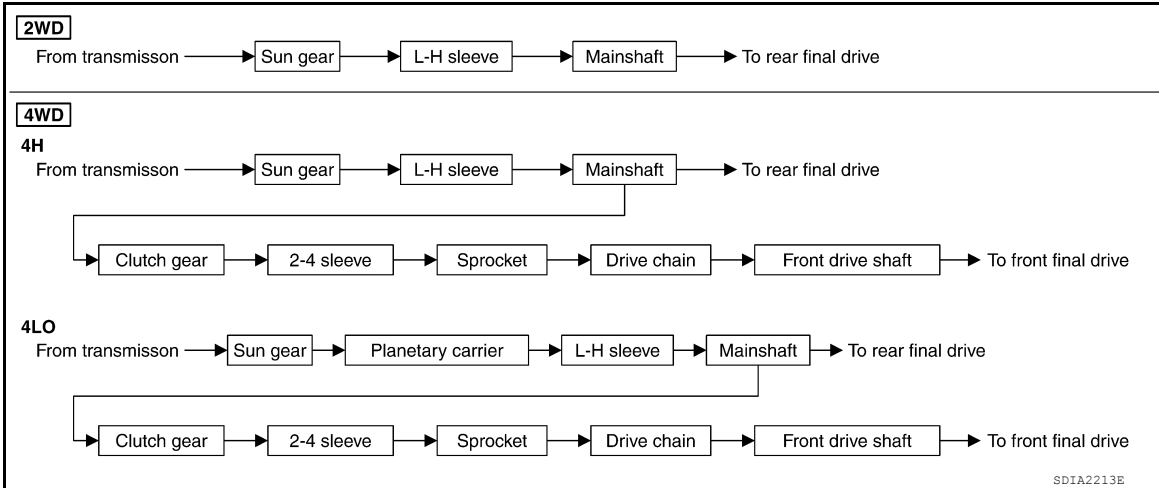 2WD
From transmisson Sun gear L-H sleeve Mainshaft To rear final drive
4WD
4H
From transmisson Sun gear L-H sleeve Mainshaft To rear final drive
Clutch gear 2-4 sleeve Sprocket Drive chain Front drive shaft To front final drive
4LO
From transmisson Sun gear Planetary carrier L-H sleeve Mainshaft To rear final drive
Clutch gear 2-4 sleeve Sprocket Drive chain Front drive shaft To front final drive
SDIA2213E